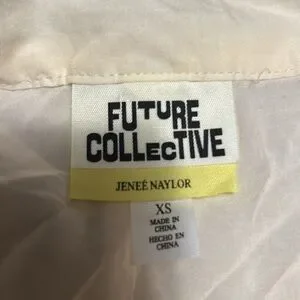 FUTURE
COLLECTIVE
JENEÉ NAYLOR
XS
MADE IN
CHINA
HECHO EN
CHINA